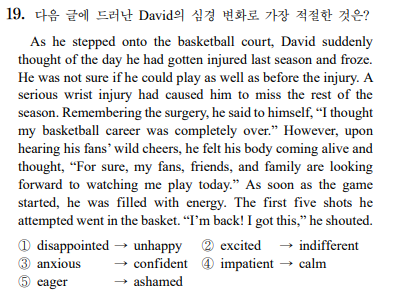 19. 다음 글에 드러난 David의 심경 변화로 가장 적절한 것은?
As he stepped onto the basketball court, David suddenly
thought of the day he had gotten injured last season and froze.
He was not sure if he could play as well as before the injury. A
serious wrist injury had caused him to miss the rest of the
season. Remembering the surgery, he said to himself, “I thought
my basketball career was completely over.” However, upon
hearing his fans’ wild cheers, he felt his body coming alive and
thought, “For sure, my fans, friends, and family are looking
forward to watching me play today.” As soon as the game
started, he was filled with energy. The first five shots he
attempted went in the basket. “I’m back! I got this,” he shouted.
① disappointed → unhappy ② excited → indifferent
③ anxious → confident ④ impatient → calm
⑤ eager → ashamed